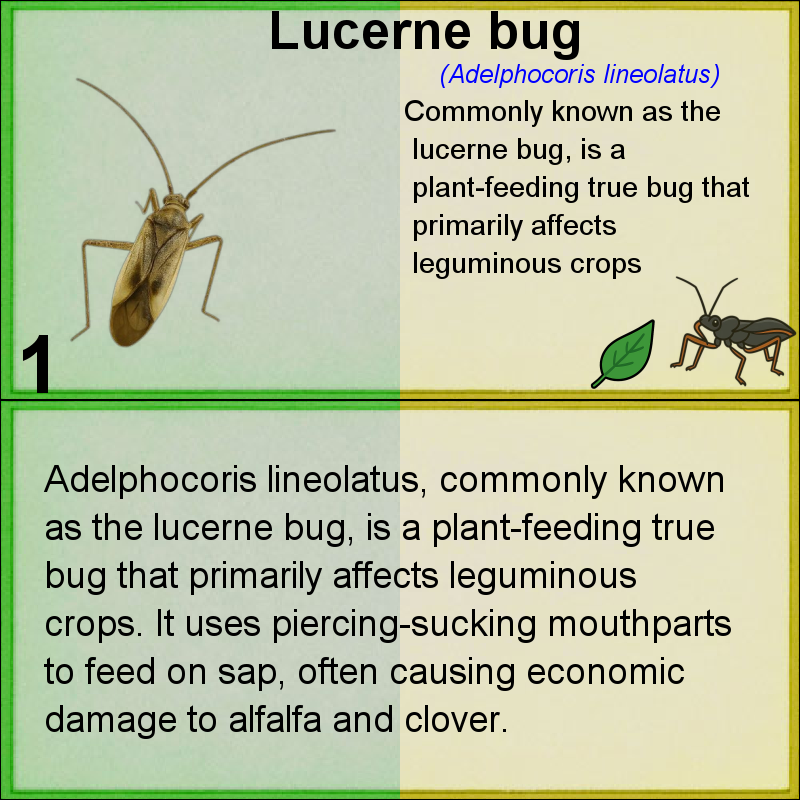 Lucerne bug
(Adelphocoris lineolatus)
Commonly known as the
lucerne bug, is a
plant-feeding true bug that
primarily affects
leguminous crops
1
Adelphocoris lineolatus, commonly known
as the lucerne bug, is a plant-feeding true
bug that primarily affects leguminous
crops. It uses piercing-sucking mouthparts
to feed on sap, often causing economic
damage to alfalfa and clover.